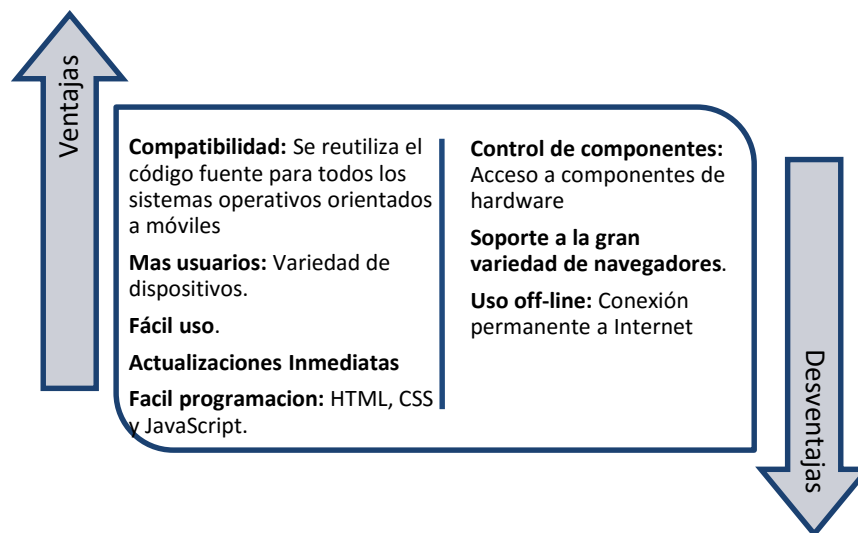 Ventajas
Compatibilidad: Se reutiliza el
código fuente para todos los
sistemas operativos orientados
a móviles
Mas usuarios: Variedad de
dispositivos.
Fácil uso.
Actualizaciones Inmediatas
Facil programacion: HTML, CSS
y JavaScript.
Control de componentes:
Acceso a componentes de
hardware
Soporte a la gran
variedad de navegadores.
Uso off-line: Conexión
permanente a Internet
Desventajas